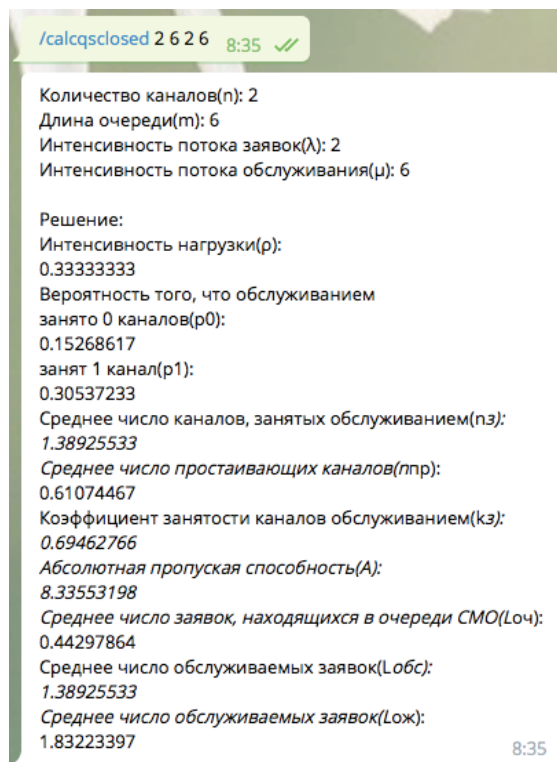 /calcqsclosed 2 6 2 6 8:35
Количество каналов(n): 2
Длина очереди(m): 6
Интенсивность потока заявок(λ): 2
Интенсивность потока обслуживания(μ): 6
Решение:
Интенсивность нагрузки(ρ):
0.33333333
Вероятность того, что обслуживанием
занято 0 каналов(p0):
0.15268617
занят 1 канал(p1):
0.30537233
Среднее число каналов, занятых обслуживанием(nз):
1.38925533
Среднее число простаивающих каналов(nпр):
0.61074467
Коэффициент занятости каналов обслуживанием(kз):
0.69462766
Абсолютная пропуская способность(A):
8.33553198
Среднее число заявок, находящихся в очереди СМО(Lоч):
0.44297864
Среднее число обслуживаемых заявок(Lобс):
1.38925533
Среднее число обслуживаемых заявок(Lож):
1.83223397
8:35